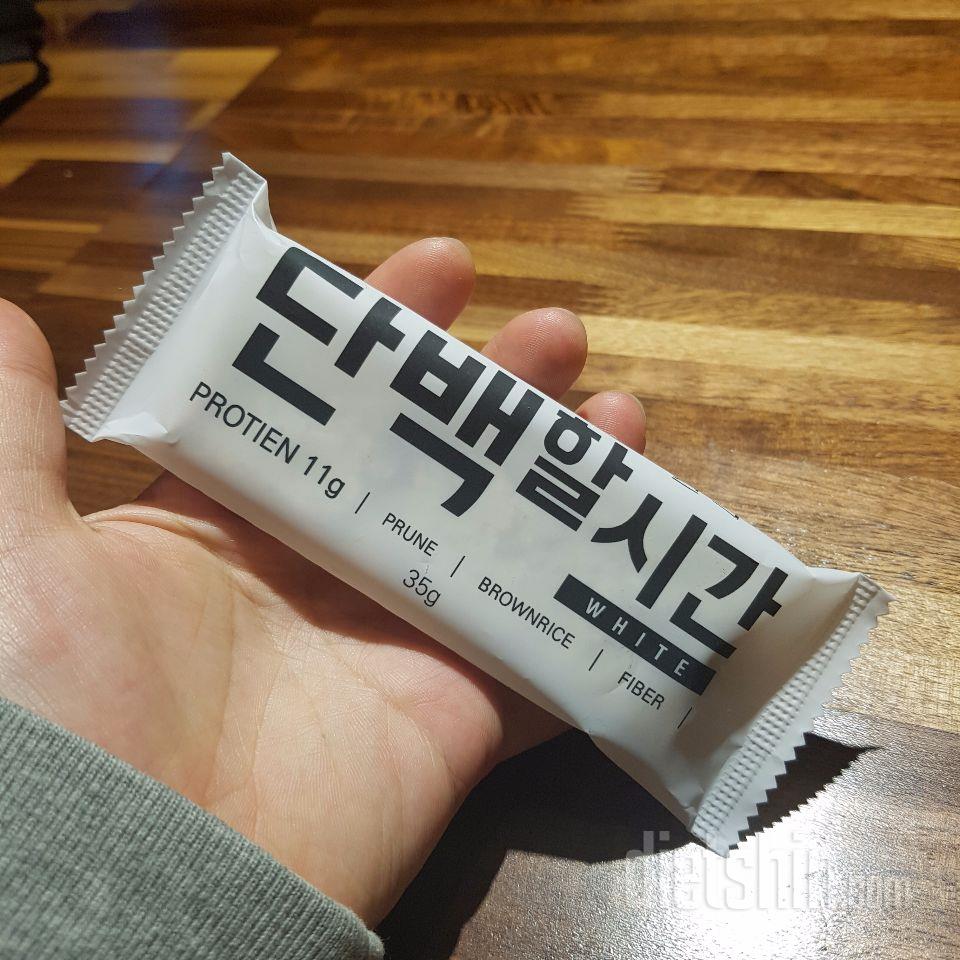 단백할시간
WHITE
PROTIEN 11g | PRUNE | BROWNRICE | FIBER |
35g
dietshin.com